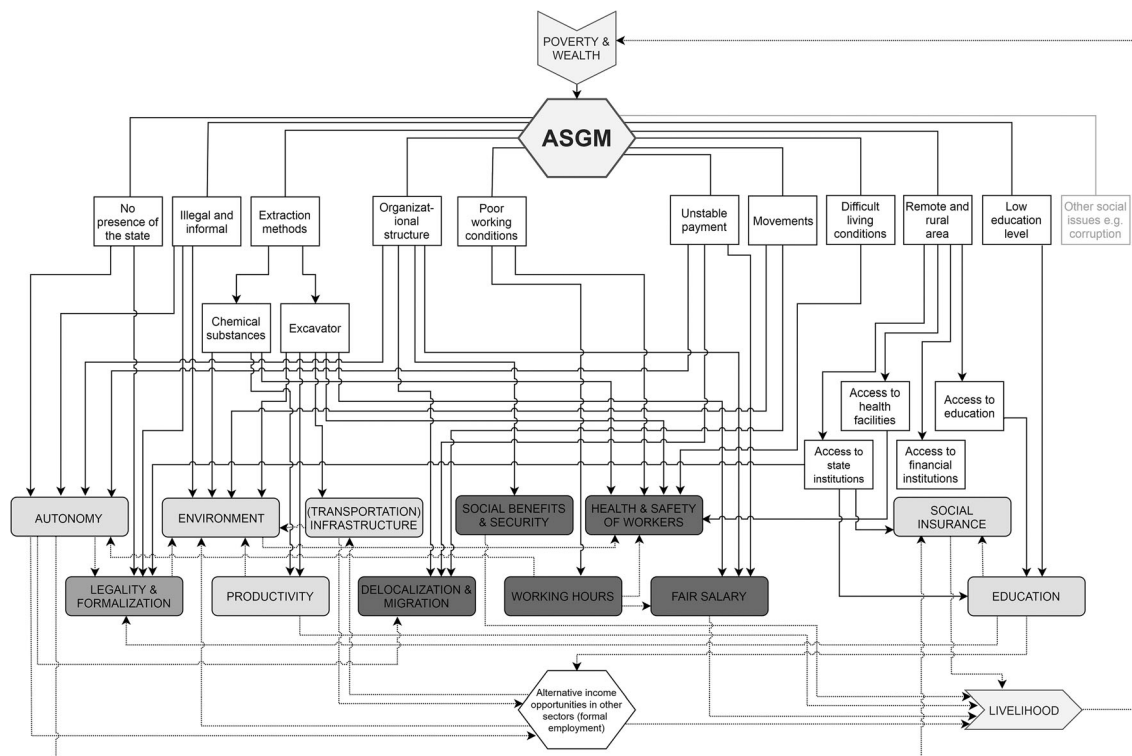 POVERTY &
WEALTH
ASGM
No
presence of
the state
Illegal and
informal
Extraction
methods
Organizat-
ional
structure
Poor
working
conditions
Unstable
payment
Movements
Difficult
living
conditions
Remote and
rural
area
Low
education
level
Other social
issues e.g.
corruption
Chemical
substances
Excavator
Access to
health
facilities
Access to
education
Access to
state
institutions
Access to
financial
institutions
AUTONOMY
ENVIRONMENT
(TRANSPORTATION)
INFRASTRUCTURE
SOCIAL BENEFITS
& SECURITY
HEALTH & SAFETY
OF WORKERS
SOCIAL
INSURANCE
LEGALITY &
FORMALIZATION
PRODUCTIVITY
DELOCALIZATION &
MIGRATION
WORKING HOURS
FAIR SALARY
EDUCATION
Alternative income
opportunities in other
sectors (formal
employment)
LIVELIHOOD